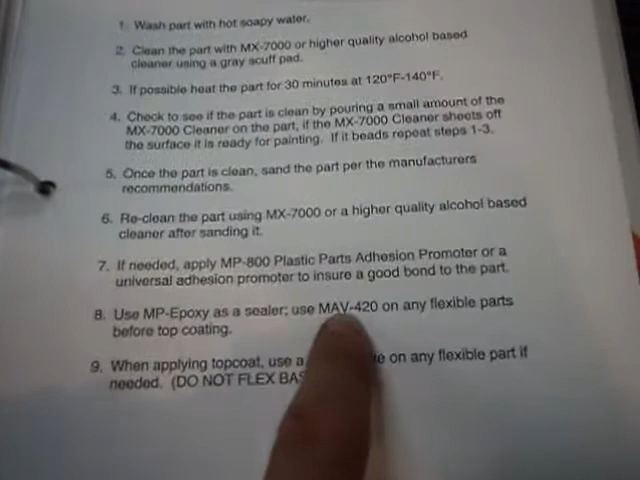 1. Wash part with hot soapy water.
2. Clean the part with MX-7000 or higher quality alcohol based
cleaner using a gray scuff pad.
3. If possible heat the part for 30 minutes at 120°F-140°F.
4. Check to see if the part is clean by pouring a small amount of the
MX-7000 Cleaner on the part, if the MX-7000 Cleaner sheets off
the surface it is ready for painting. If it beads repeat steps 1-3.
5. Once the part is clean, sand the part per the manufacturers
recommendations.
6. Re-clean the part using MX-7000 or a higher quality alcohol based
cleaner after sanding it.
7. If needed, apply MP-800 Plastic Parts Adhesion Promoter or a
universal adhesion promoter to insure a good bond to the part.
8. Use MP-Epoxy as a sealer; use MAV-420 on any flexible parts
before top coating.
9. When applying topcoat, use a on any flexible part if
needed. (DO NOT FLEX